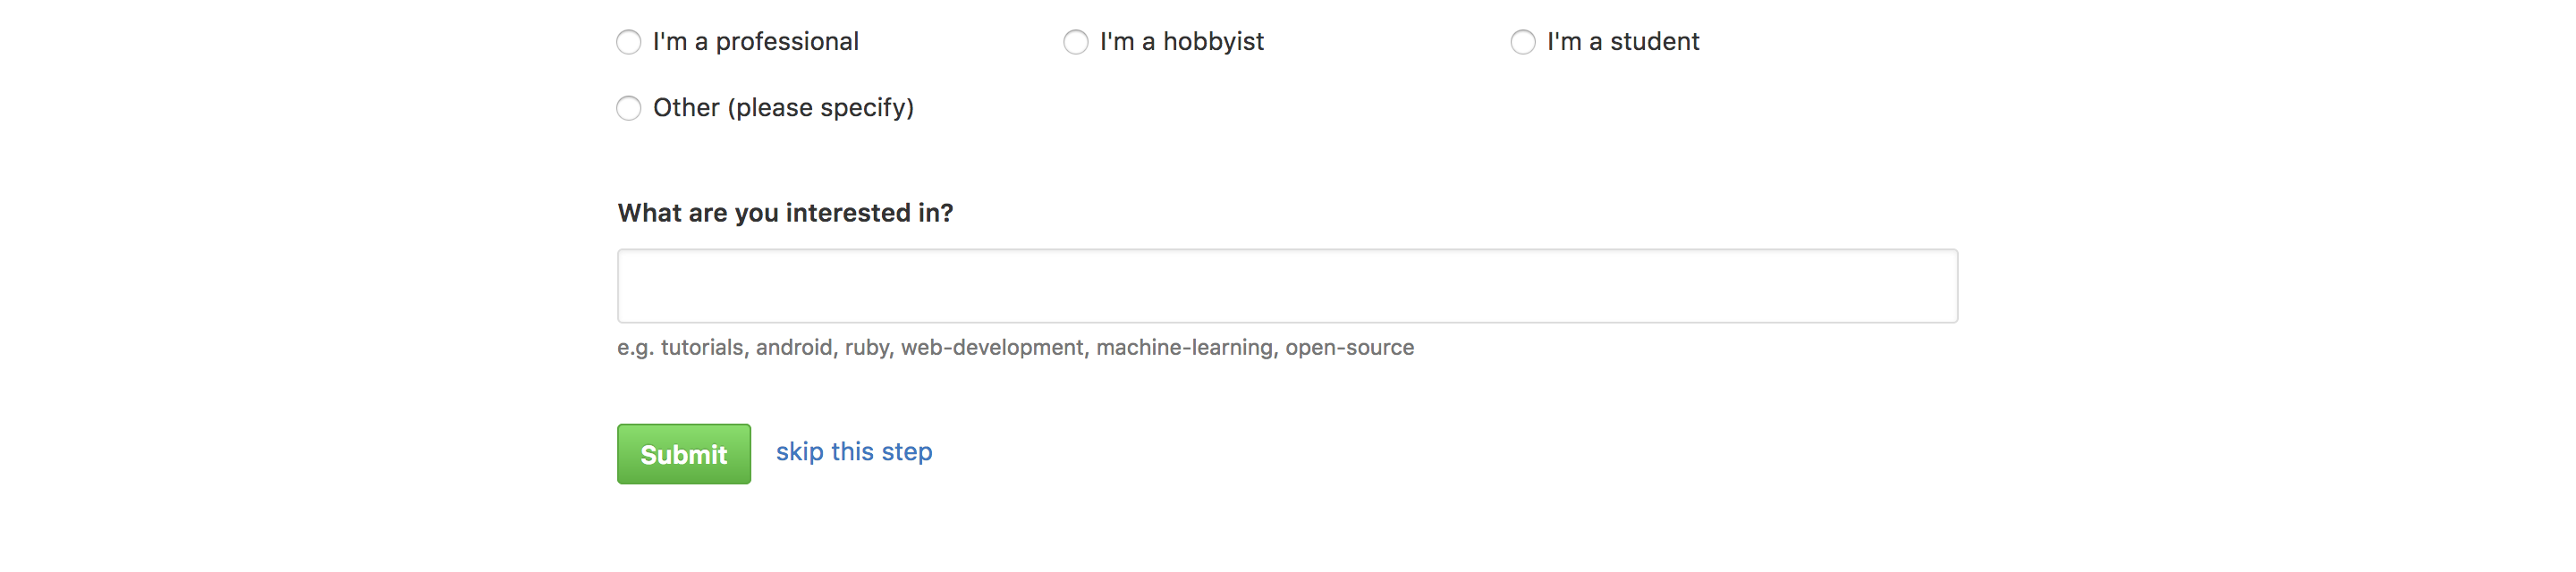 I'm a professional I'm a hobbyist I'm a student
Other (please specify)
What are you interested in?
e.g. tutorials, android, ruby, web-development, machine-learning, open-source
Submit skip this step